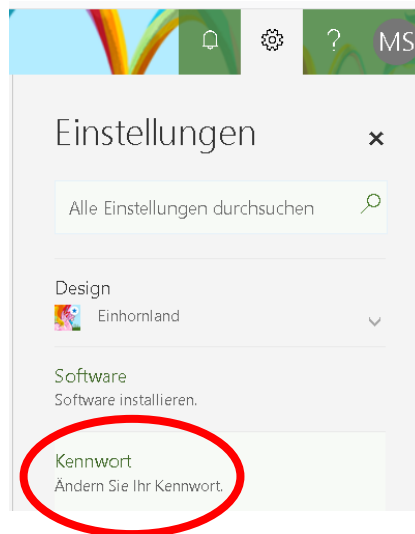 ? MS
Einstellungen ×
Alle Einstellungen durchsuchen
Design
Einhornland
Software
Software installieren.
Kennwort
Ändern Sie Ihr Kennwort.